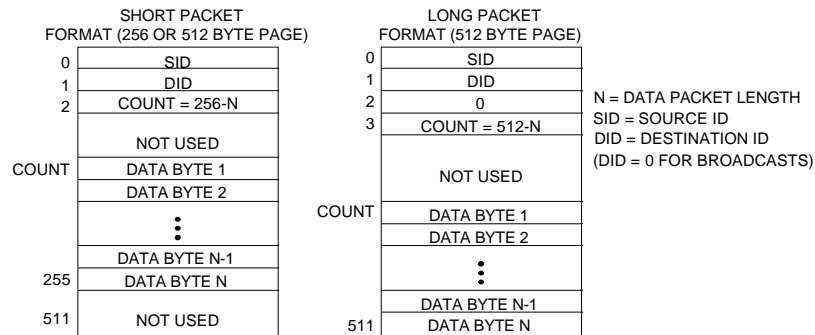 SHORT PACKET
FORMAT (256 OR 512 BYTE PAGE)
0 SID
1 DID
2 COUNT = 256-N
NOT USED
COUNT DATA BYTE 1
DATA BYTE 2
DATA BYTE N-1
255 DATA BYTE N
511 NOT USED
LONG PACKET
FORMAT (512 BYTE PAGE)
0 SID
1 DID
2 0
3 COUNT = 512-N
NOT USED
COUNT DATA BYTE 1
DATA BYTE 2
DATA BYTE N-1
511 DATA BYTE N
N = DATA PACKET LENGTH
SID = SOURCE ID
DID = DESTINATION ID
(DID = 0 FOR BROADCASTS)